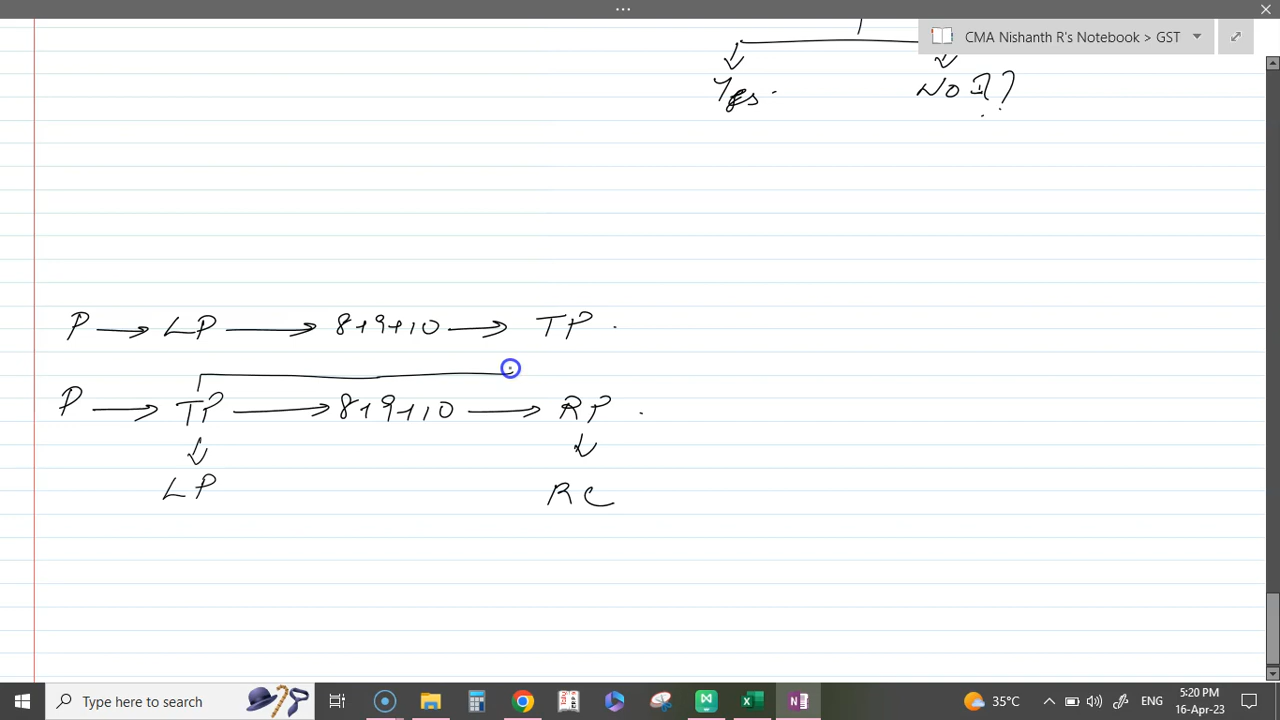 ...
CMA Nishanth R's Notebook > GST
Yes. NO I??
P → LP → 8+9+10 → TP.
P → TP → 8+9+10 → RP.
LP RC
Type here to search
35°C
ENG
5:20 PM
16-Apr-23